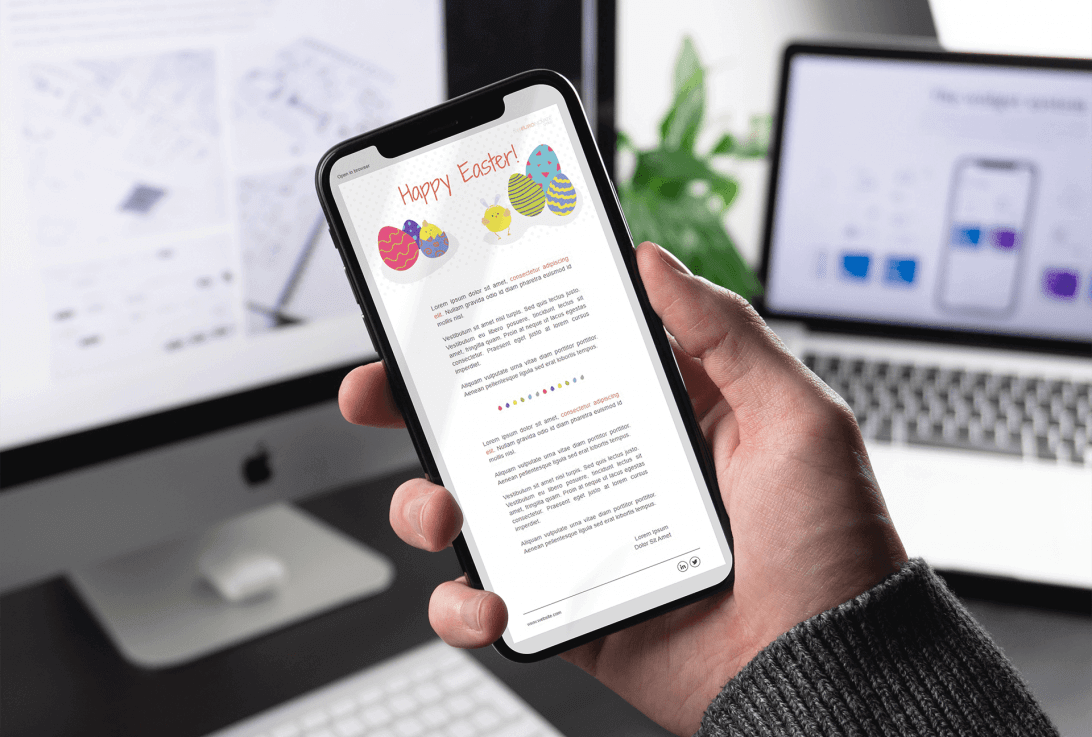 Open in browser
Happy Easter!
Lorem ipsum dolor sit amet, consectetur adipiscing
elit. Nullam gravida odio id diam pharetra euismod id
mollis nisl.
Vestibulum sit amet nisl turpis. Sed quis lectus justo.
Vestibulum eu libero posuere, tincidunt lectus sit
amet, fringilla quam. Proin at neque ut lacus egestas
consectetur. Praesent eget justo at lorem cursus
imperdiet.
Aliquam vulputate urna vitae diam porttitor porttitor.
Aenean pellentesque ligula sed erat lobortis tempus.
Lorem ipsum dolor sit amet, consectetur adipiscing
elit. Nullam gravida odio id diam pharetra euismod id
mollis nisl.
Aliquam vulputate urna vitae diam porttitor porttitor.
Aenean pellentesque ligula sed erat lobortis tempus.
Vestibulum sit amet nisl turpis. Sed quis lectus justo.
Vestibulum eu libero posuere, tincidunt lectus sit
amet, fringilla quam. Proin at neque ut lacus egestas
consectetur. Praesent eget justo at lorem cursus
imperdiet.
Aliquam vulputate urna vitae diam porttitor porttitor.
Aenean pellentesque ligula sed erat lobortis tempus.
Lorem Ipsum
Dolor Sit Amet
in
www.website.com